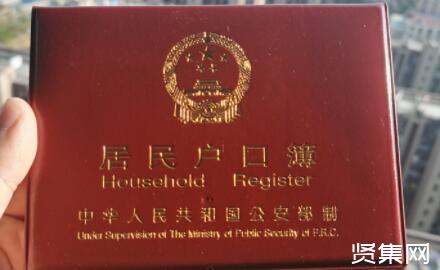 居民户口簿
Household Register
中华人民共和国公安部制
Under Supervision of The Ministry of Public Security of P.R.C.
贤集网